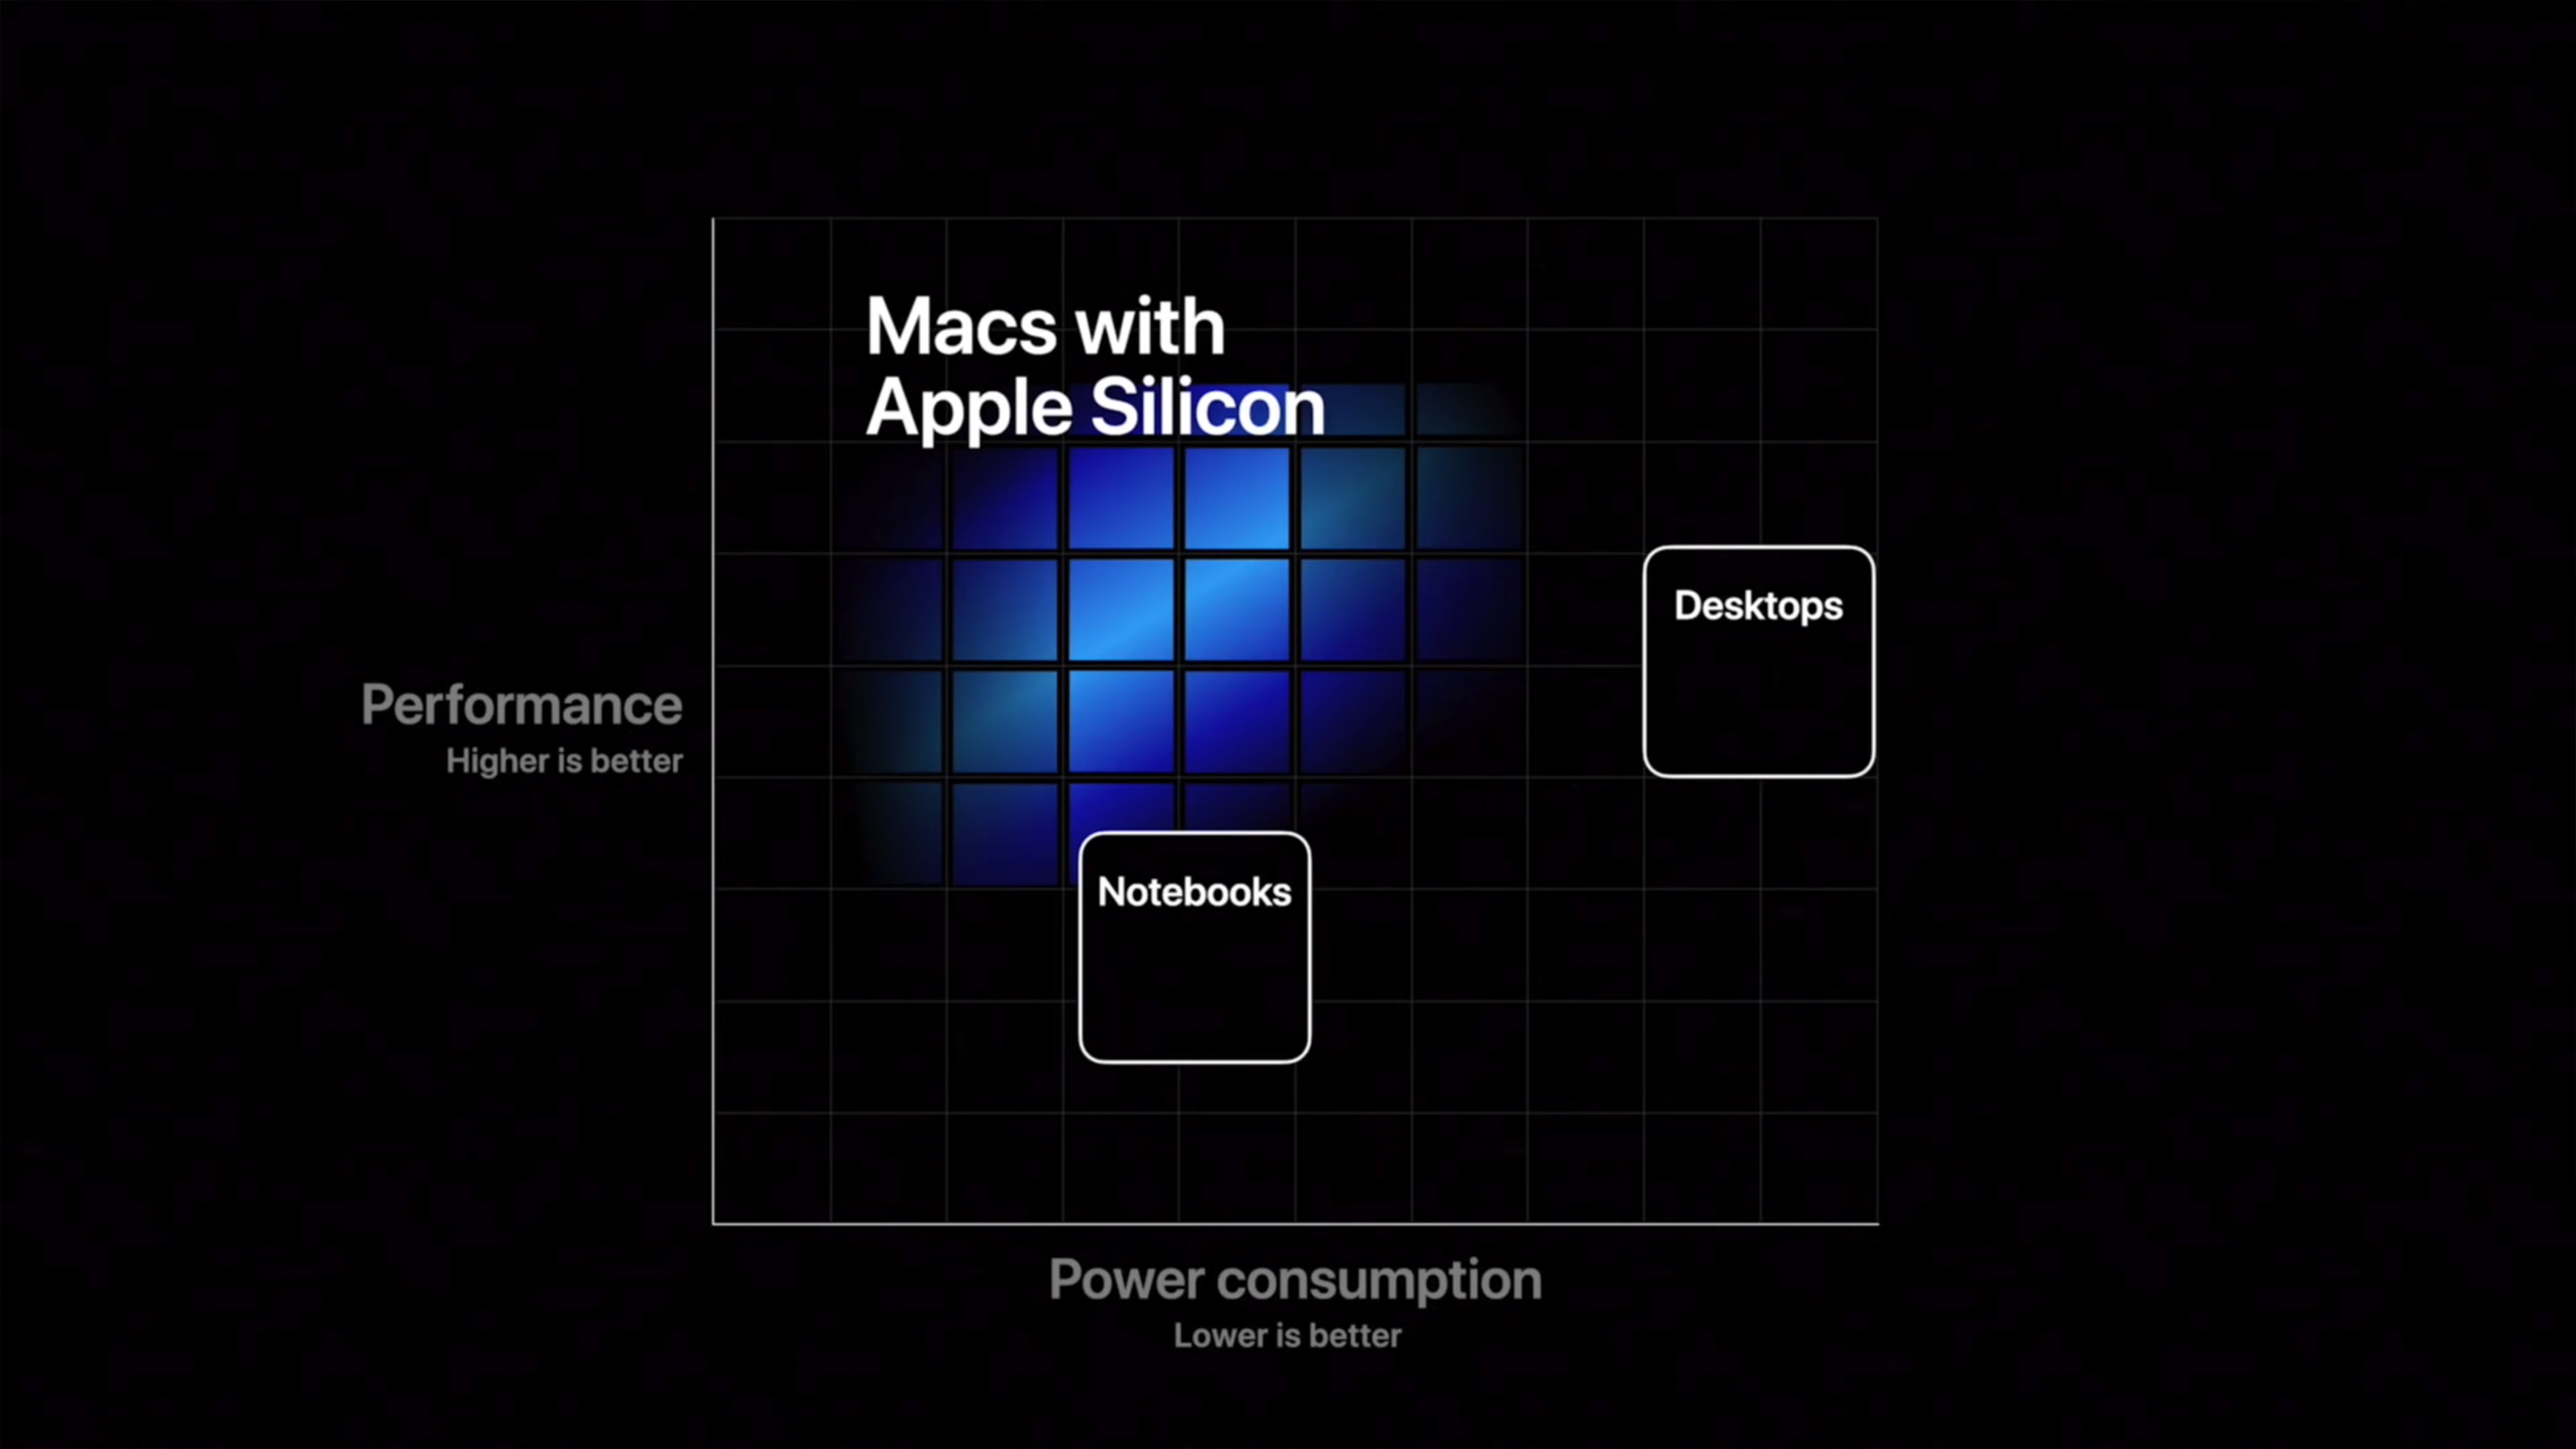 Macs with
Apple Silicon
Desktops
Performance
Higher is better
Notebooks
Power consumption
Lower is better